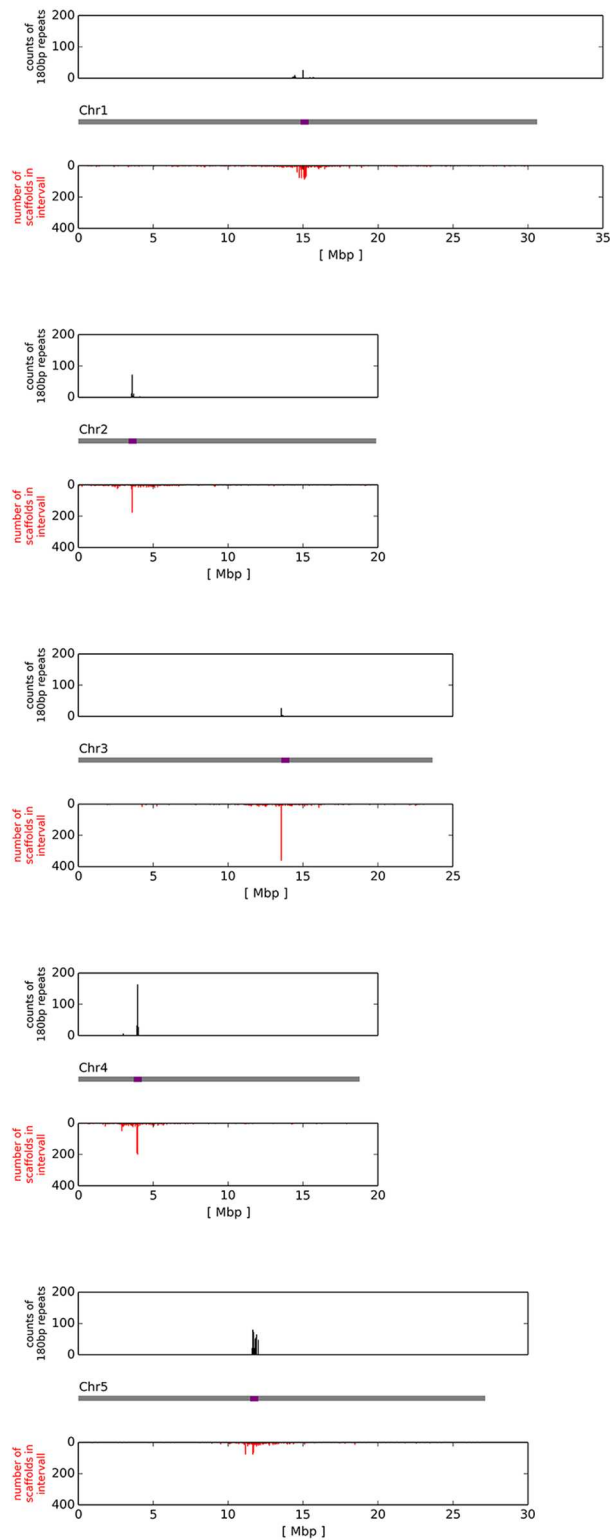 counts of
180bp repeats
200
100
0
Chr1
number of
scaffolds in
intervall
0
200
400
0 5 10 15 20 25 30 35
[ Mbp ]
counts of
180bp repeats
200
100
0
Chr2
number of
scaffolds in
intervall
0
200
400
0 5 10 15 20
[ Mbp ]
counts of
180bp repeats
200
100
0
Chr3
number of
scaffolds in
intervall
0
200
400
0 5 10 15 20 25
[ Mbp ]
counts of
180bp repeats
200
100
0
Chr4
number of
scaffolds in
intervall
0
200
400
0 5 10 15 20
[ Mbp ]
counts of
180bp repeats
200
100
0
Chr5
number of
scaffolds in
intervall
0
200
400
0 5 10 15 20 25 30
[ Mbp ]